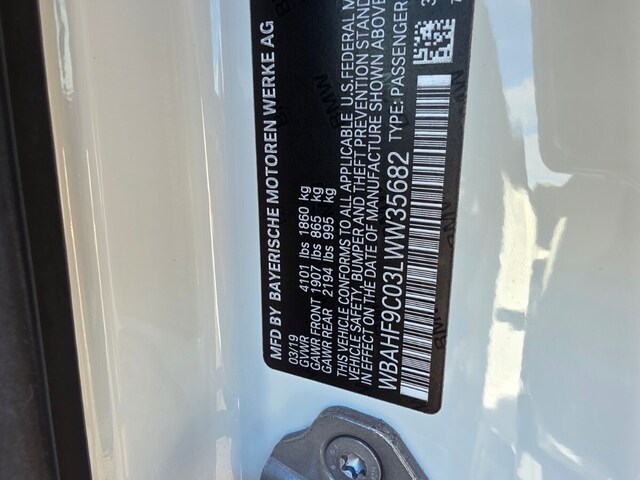 MFD BY BAYERISCHE MOTOREN WERKE AG
03/19
GVWR 4101 lbs 1860 kg
GAWR FRONT 1907 lbs 865 kg
GAWR REAR 2194 lbs 995 kg
THIS VEHICLE CONFORMS TO ALL APPLICABLE U.S. FEDERAL M
VEHICLE SAFETY, BUMPER AND THEFT PREVENTION STAND
IN EFFECT ON THE DATE OF MANUFACTURE SHOWN ABOVE
WBAHF9C03LWW35682 TYPE: PASSENGER